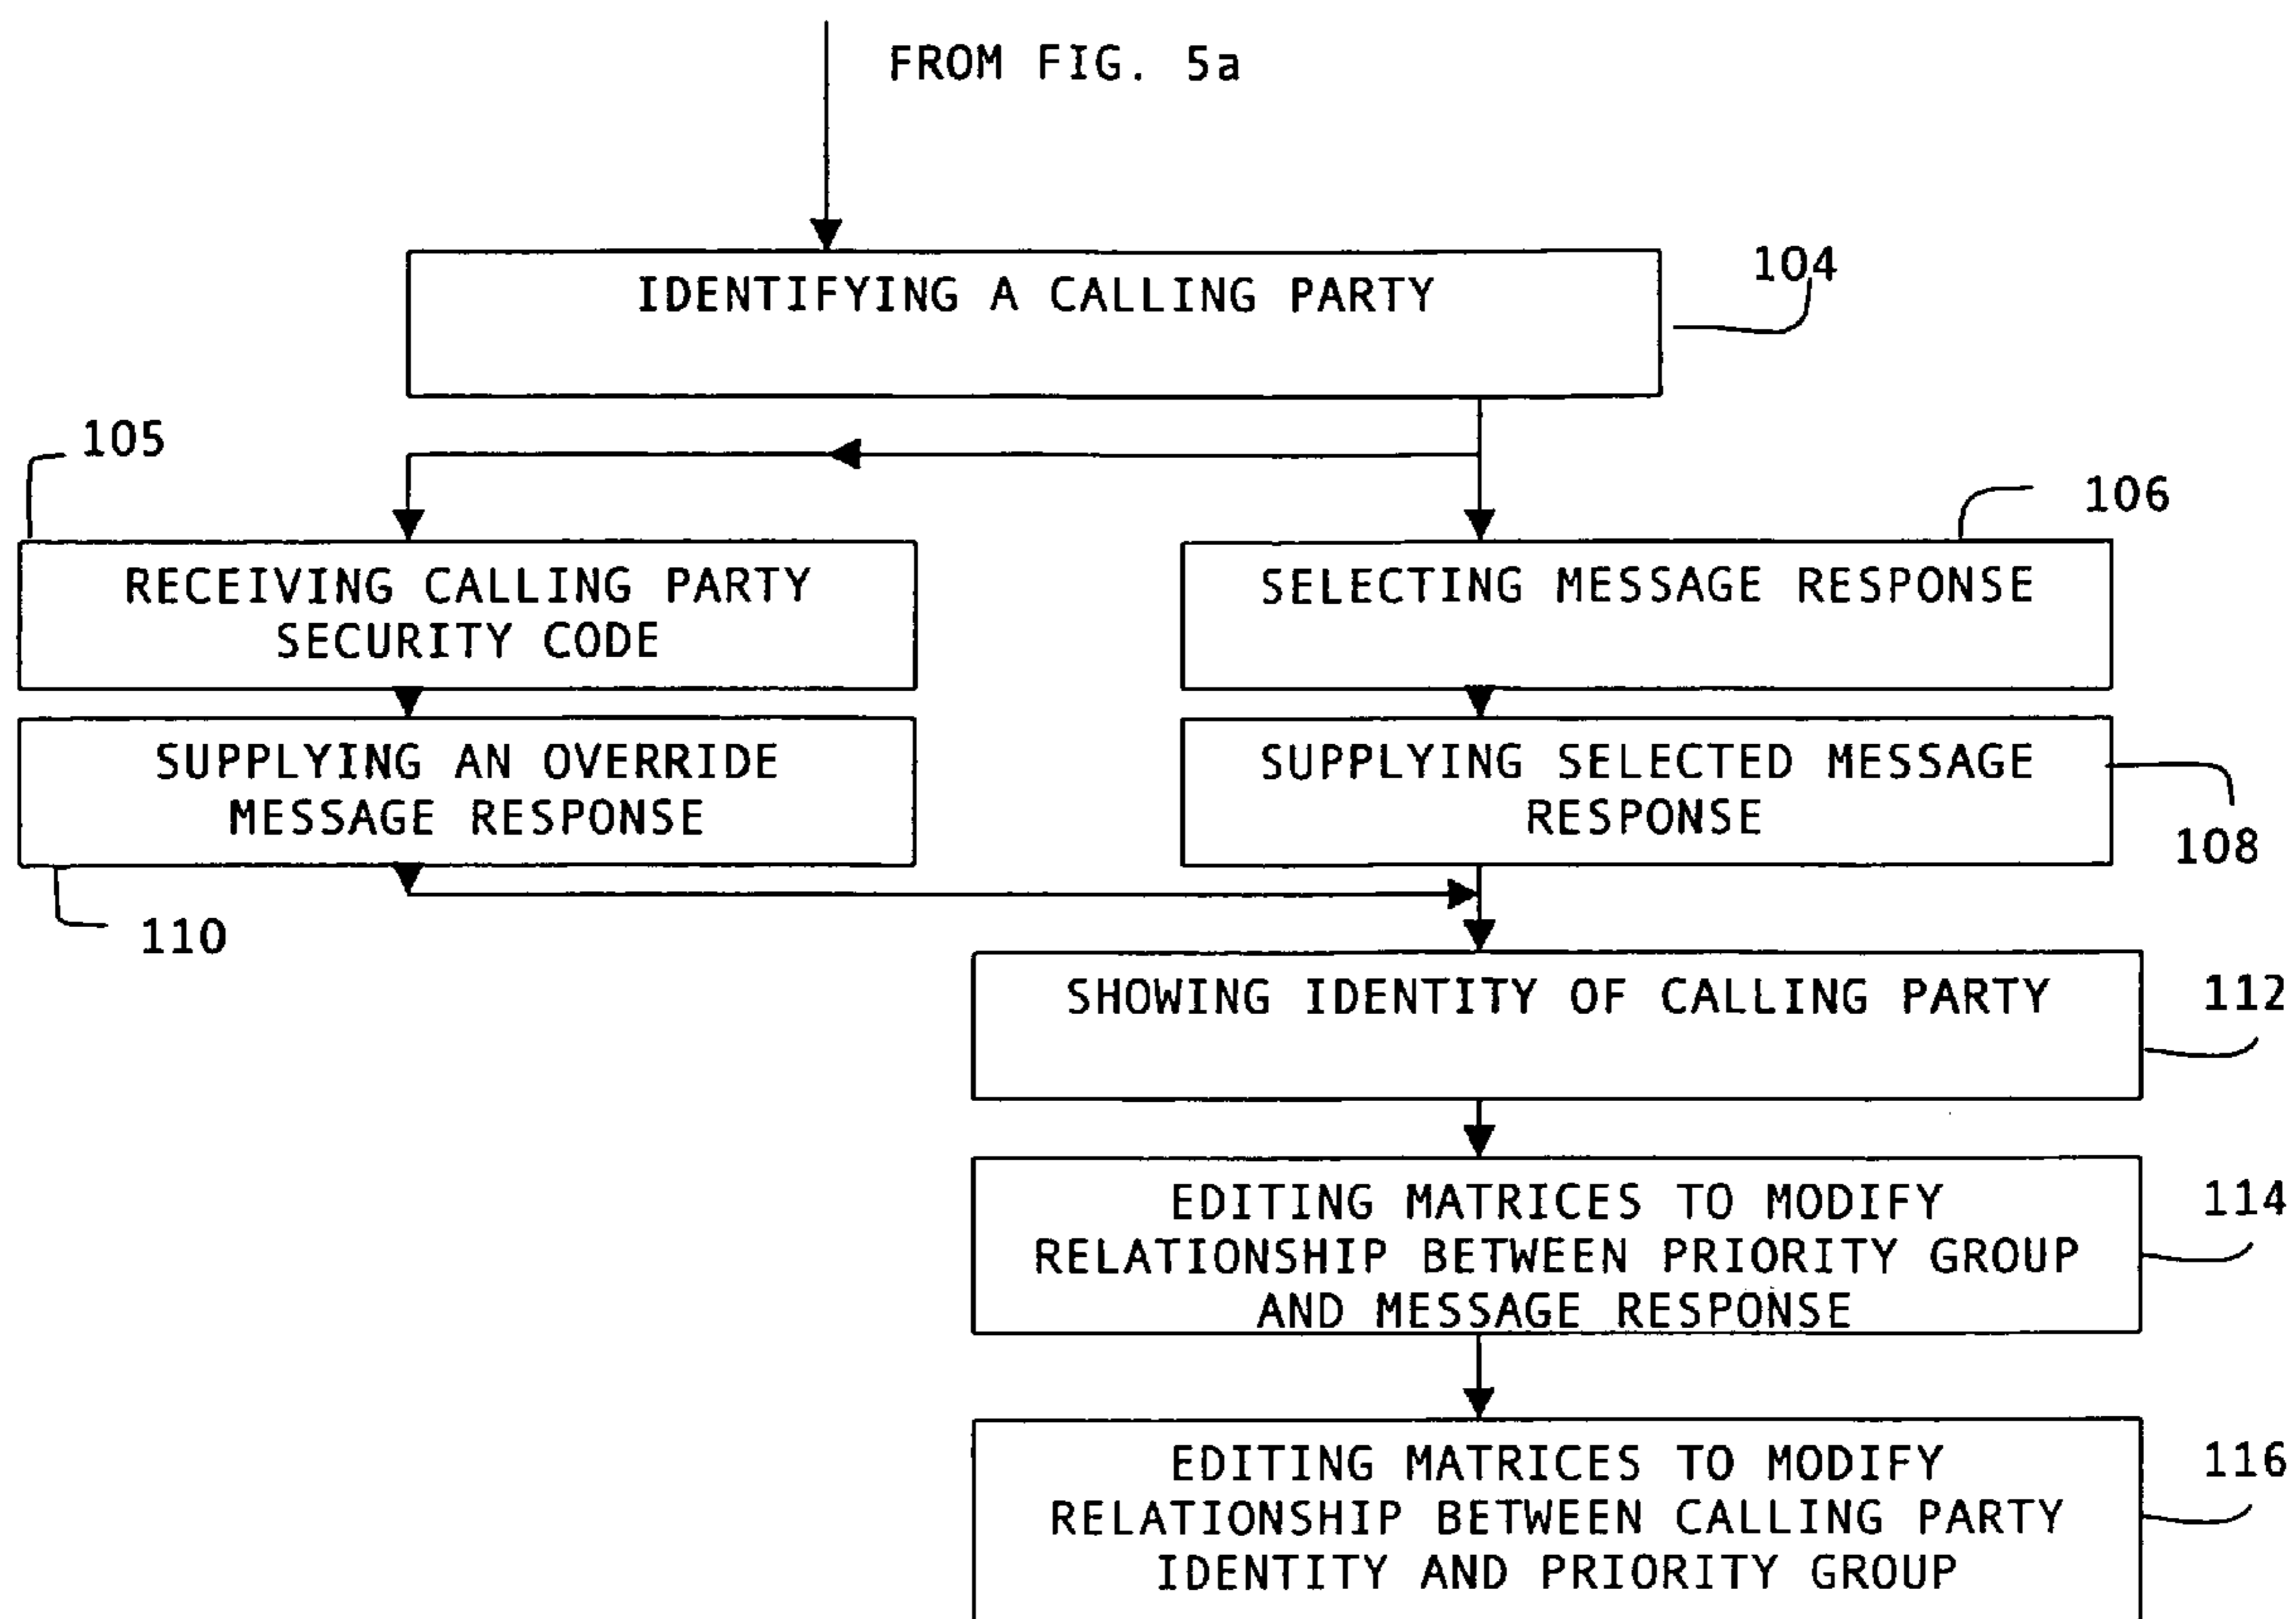 FROM FIG. 5a
IDENTIFYING A CALLING PARTY
104
105
106
RECEIVING CALLING PARTY
SECURITY CODE
SELECTING MESSAGE RESPONSE
SUPPLYING AN OVERRIDE
MESSAGE RESPONSE
SUPPLYING SELECTED MESSAGE
RESPONSE
108
110
SHOWING IDENTITY OF CALLING PARTY
112
EDITING MATRICES TO MODIFY
RELATIONSHIP BETWEEN PRIORITY GROUP
AND MESSAGE RESPONSE
114
EDITING MATRICES TO MODIFY
RELATIONSHIP BETWEEN CALLING PARTY
IDENTITY AND PRIORITY GROUP
116